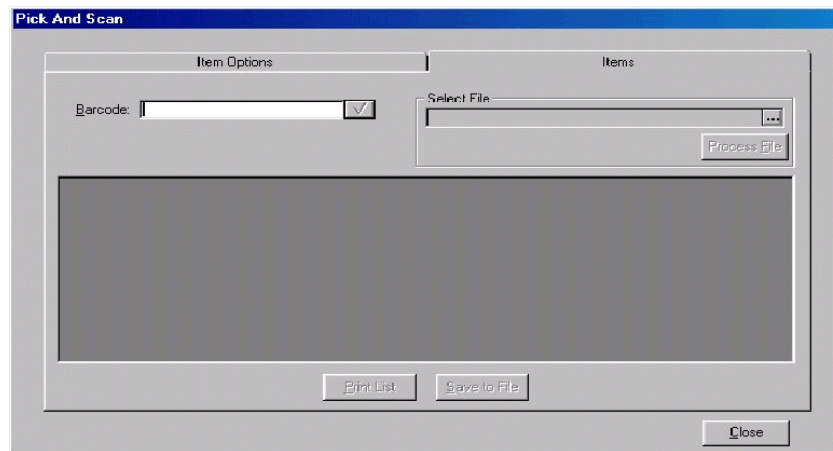 Pick And Scan
Item Options
Items
Barcode:
Select File
...
Process File
Print List
Save to File
Close